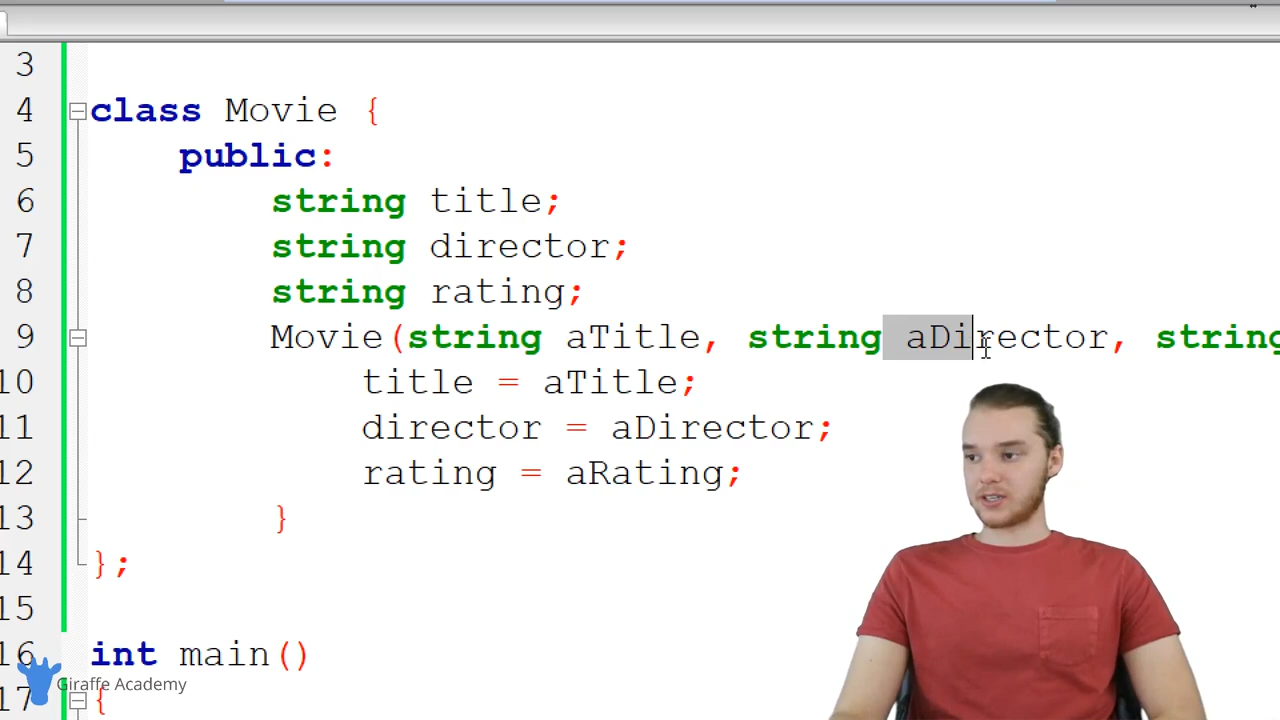 3
4 class Movie {
5 public:
6 string title;
7 string director;
8 string rating;
9 Movie(string aTitle, string aDirector, string
10 title = aTitle;
11 director = aDirector;
12 rating = aRating;
13 }
14 };
15
16 int main()
17 {
Giraffe Academy